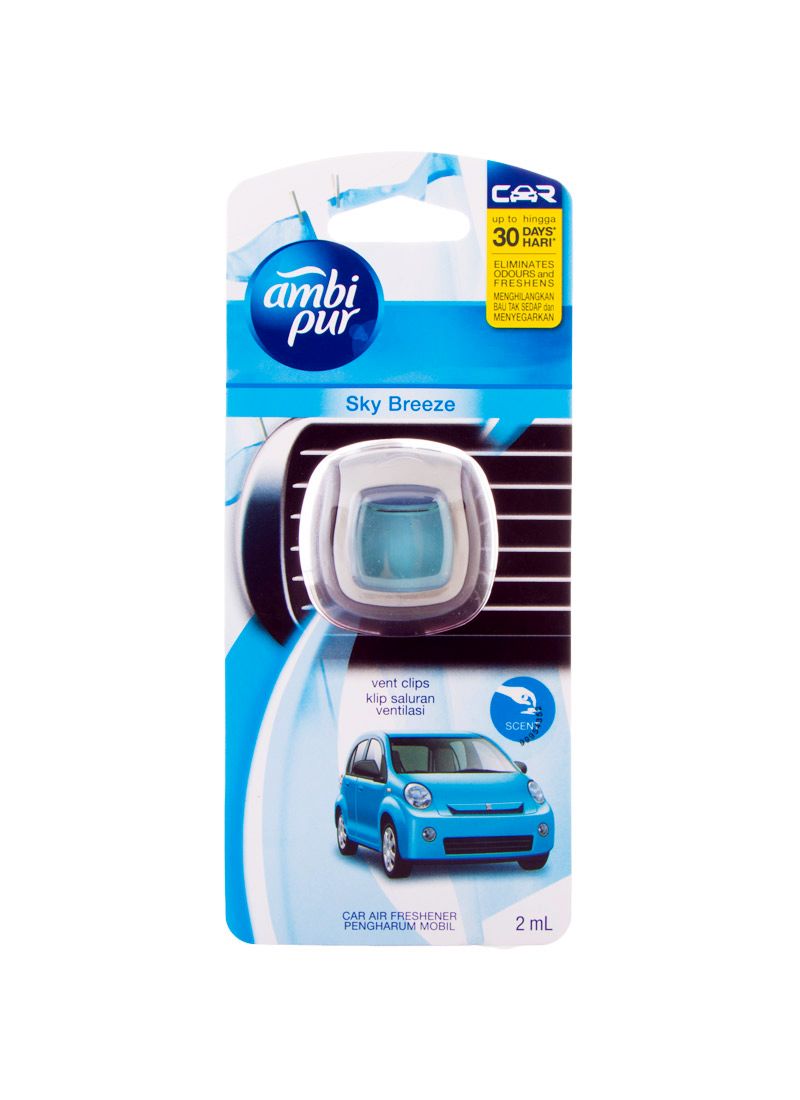 CAR
up to hingga
30 DAYS*
HARI*
ELIMINATES
ODOURS and
FRESHENS
MENGHILANGKAN
BAU TAK SEDAP dan
MENYEGARKAN
ambi
pur
Sky Breeze
vent clips
klip saluran
ventilasi
SCENT
CAR AIR FRESHENER
PENGHARUM MOBIL
2 mL